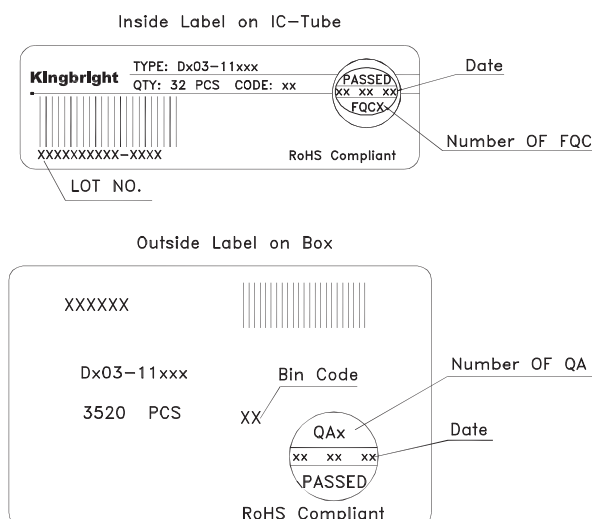 Inside Label on IC-Tube
Kingbright
TYPE: Dx03-11xxx
QTY: 32 PCS CODE: xx
PASSED
xx xx xx
FQCx
Date
Number OF FQC
XXXXXXXXXX-XXXX
RoHS Compliant
LOT NO.
Outside Label on Box
XXXXXX
Dx03-11xxx
3520 PCS
Bin Code
XX
Number OF QA
QAx
xx xx xx
PASSED
Date
RoHS Compliant